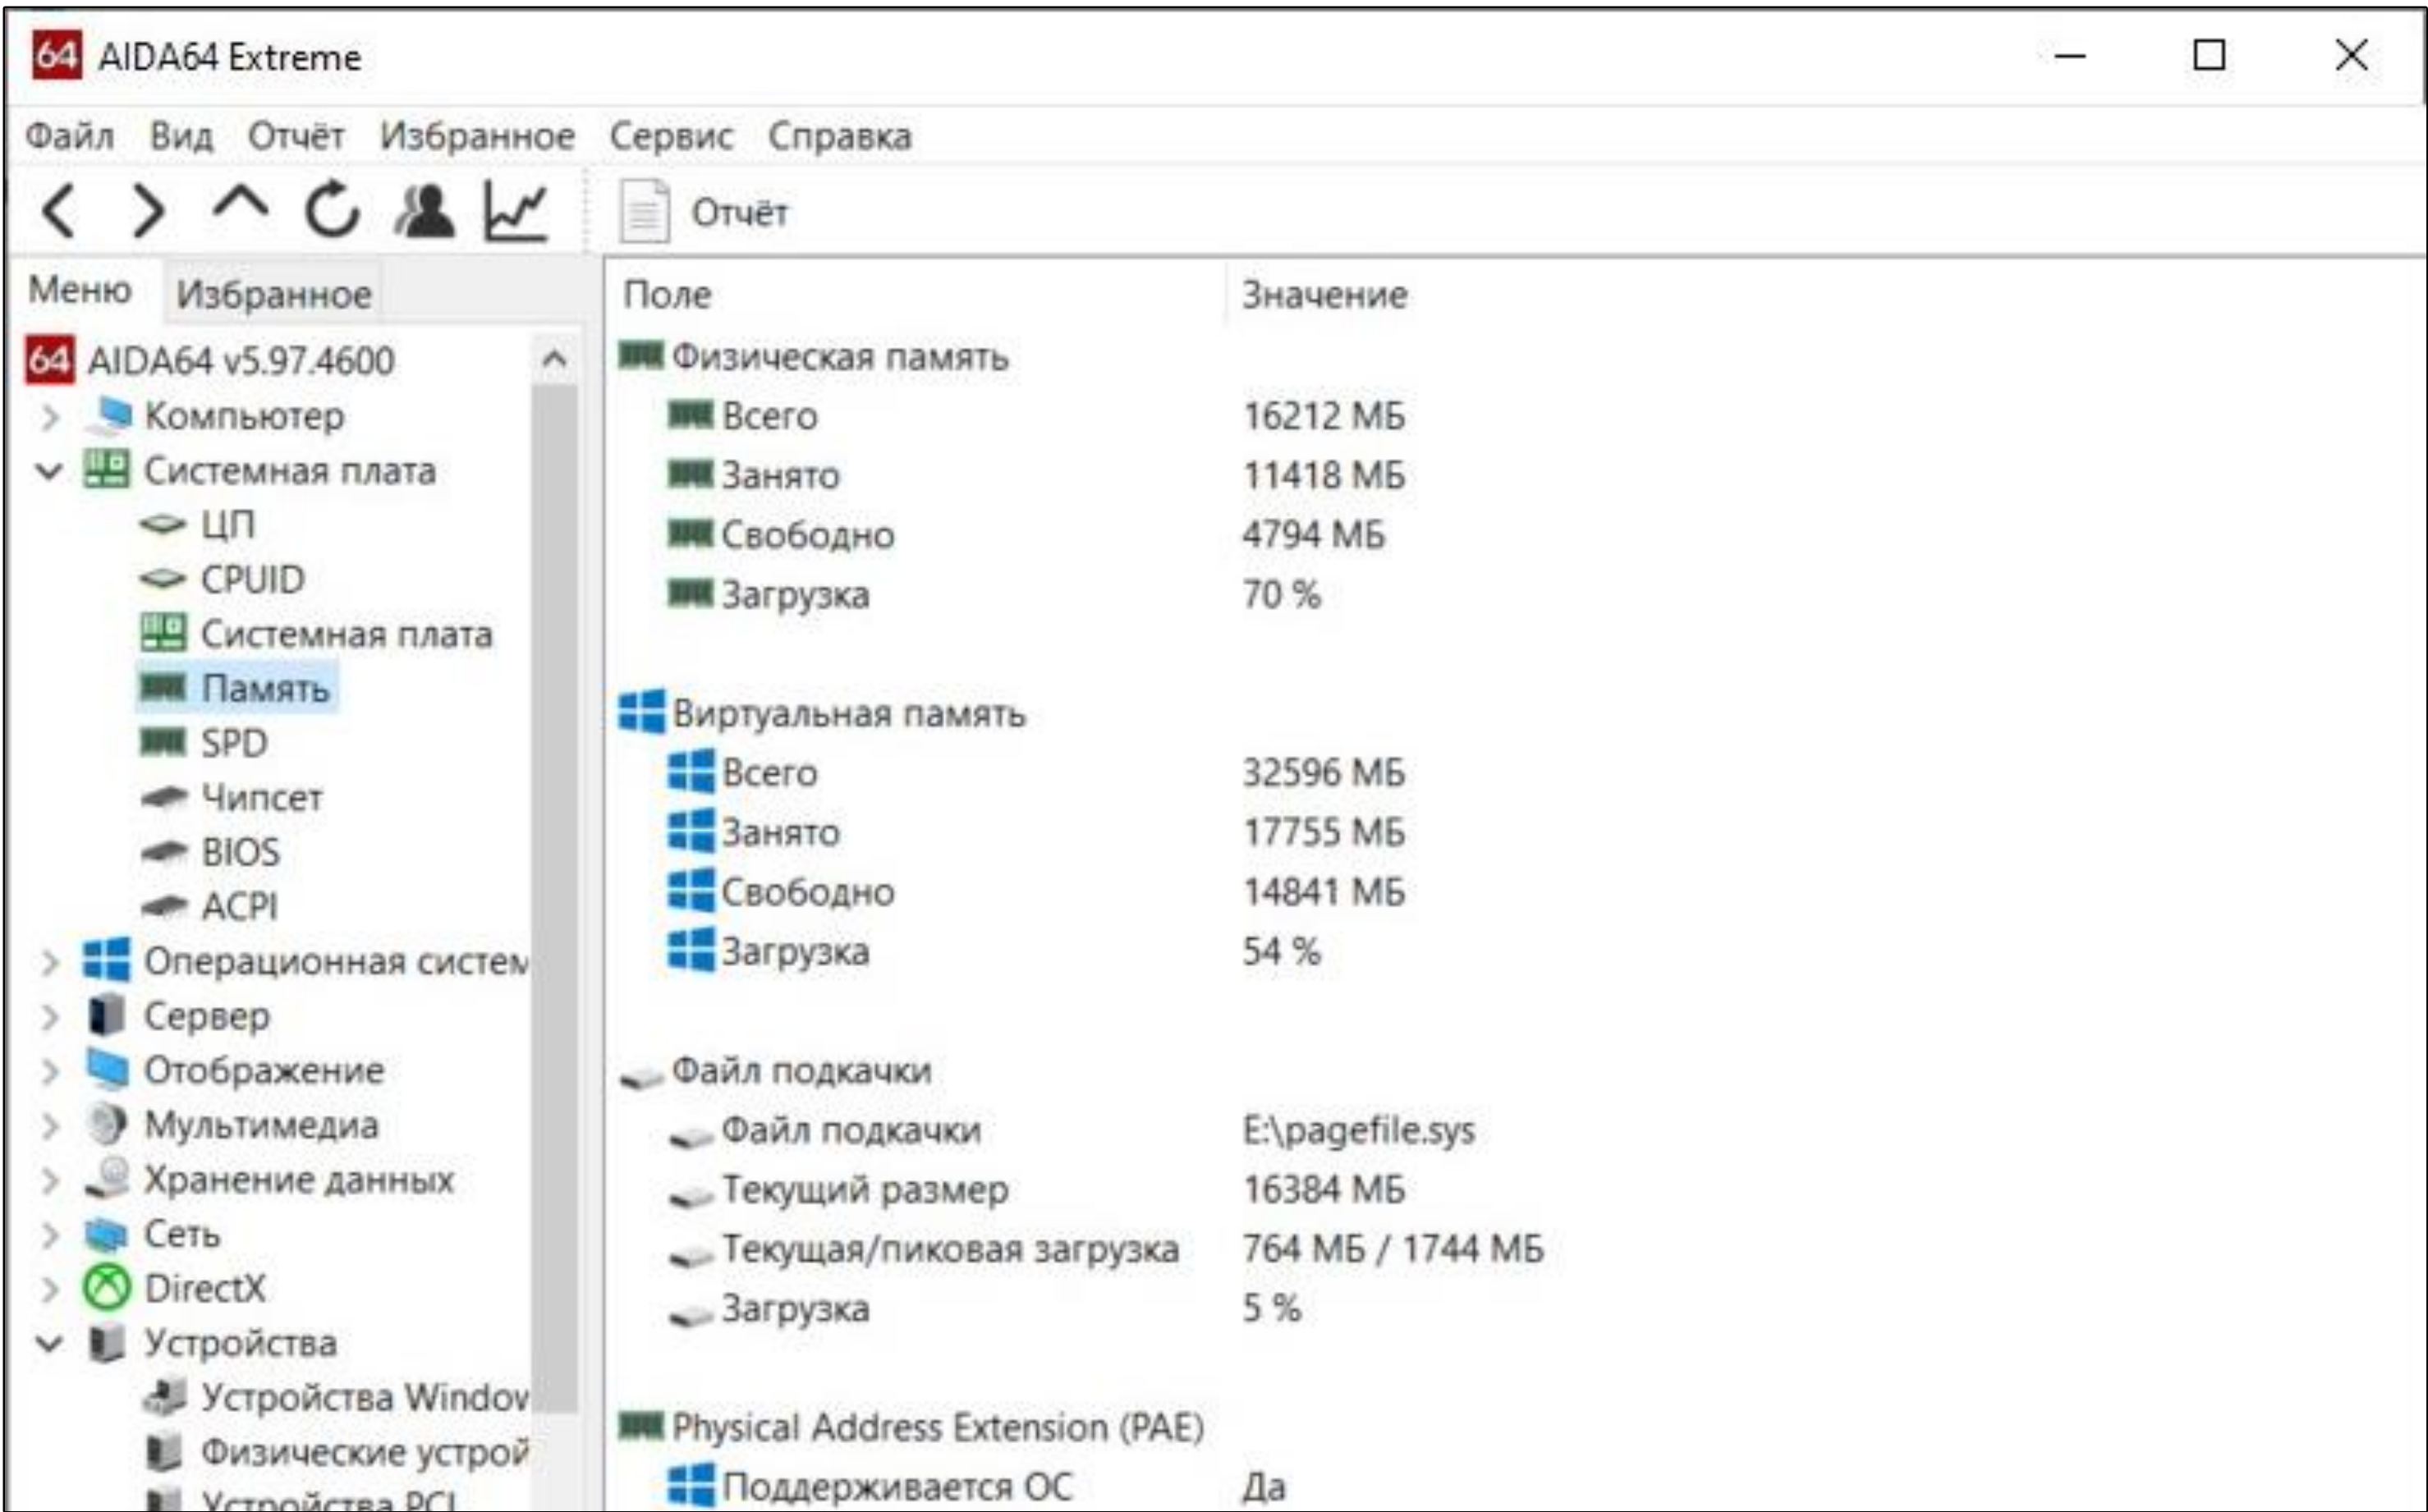 64 AIDA64 Extreme
Файл Вид Отчёт Избранное Сервис Справка
Отчёт
Меню Избранное
64 AIDA64 v5.97.4600
Компьютер
Системная плата
ЦП
CPUID
Системная плата
Память
SPD
Чипсет
BIOS
ACPI
Операционная систем
Сервер
Отображение
Мультимедиа
Хранение данных
Сеть
DirectX
Устройства
Устройства Window
Физические устрой
Устройства PCI
Поле Значение
Физическая память
Всего 16212 МБ
Занято 11418 МБ
Свободно 4794 МБ
Загрузка 70 %
Виртуальная память
Всего 32596 МБ
Занято 17755 МБ
Свободно 14841 МБ
Загрузка 54 %
Файл подкачки
Файл подкачки E:\pagefile.sys
Текущий размер 16384 МБ
Текущая/пиковая загрузка 764 МБ / 1744 МБ
Загрузка 5 %
Physical Address Extension (PAE)
Поддерживается ОС Да